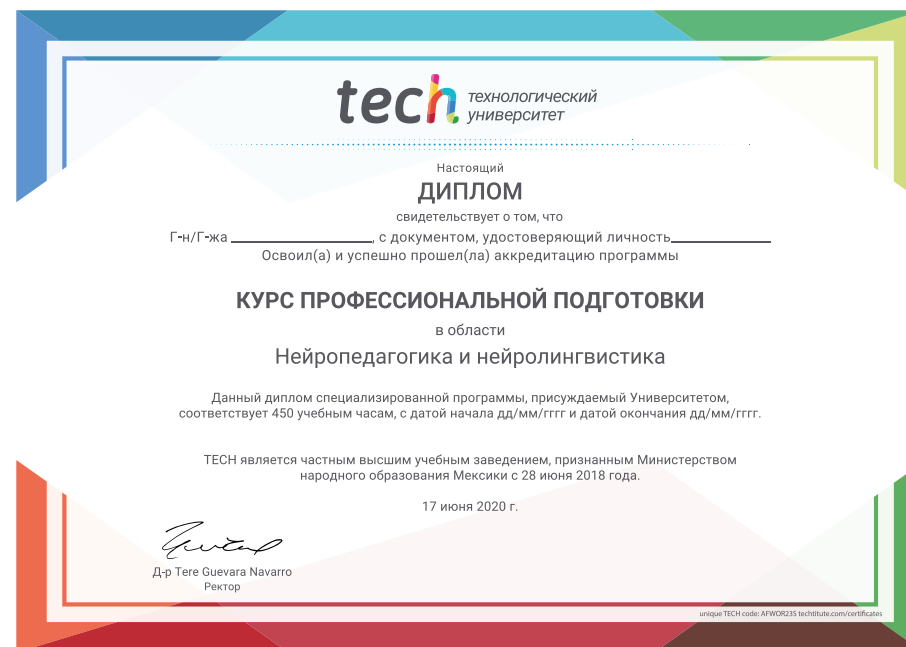 tech технологический
университет
Настоящий
ДИПЛОМ
свидетельствует о том, что
Г-н/Г-жа ____________, с документом, удостоверяющий личность__________
Освоил(а) и успешно прошел(ла) аккредитацию программы
КУРС ПРОФЕССИОНАЛЬНОЙ ПОДГОТОВКИ
в области
Нейропедагогика и нейролингвистика
Данный диплом специализированной программы, присуждаемый Университетом,
соответствует 450 учебным часам, с датой начала дд/мм/гггг и датой окончания дд/мм/гггг.
TECH является частным высшим учебным заведением, признанным Министерством
народного образования Мексики с 28 июня 2018 года.
17 июня 2020 г.
Д-р Tere Guevara Navarro
Ректор
unique TECH code: AFWOR235 techtitute.com/certificates